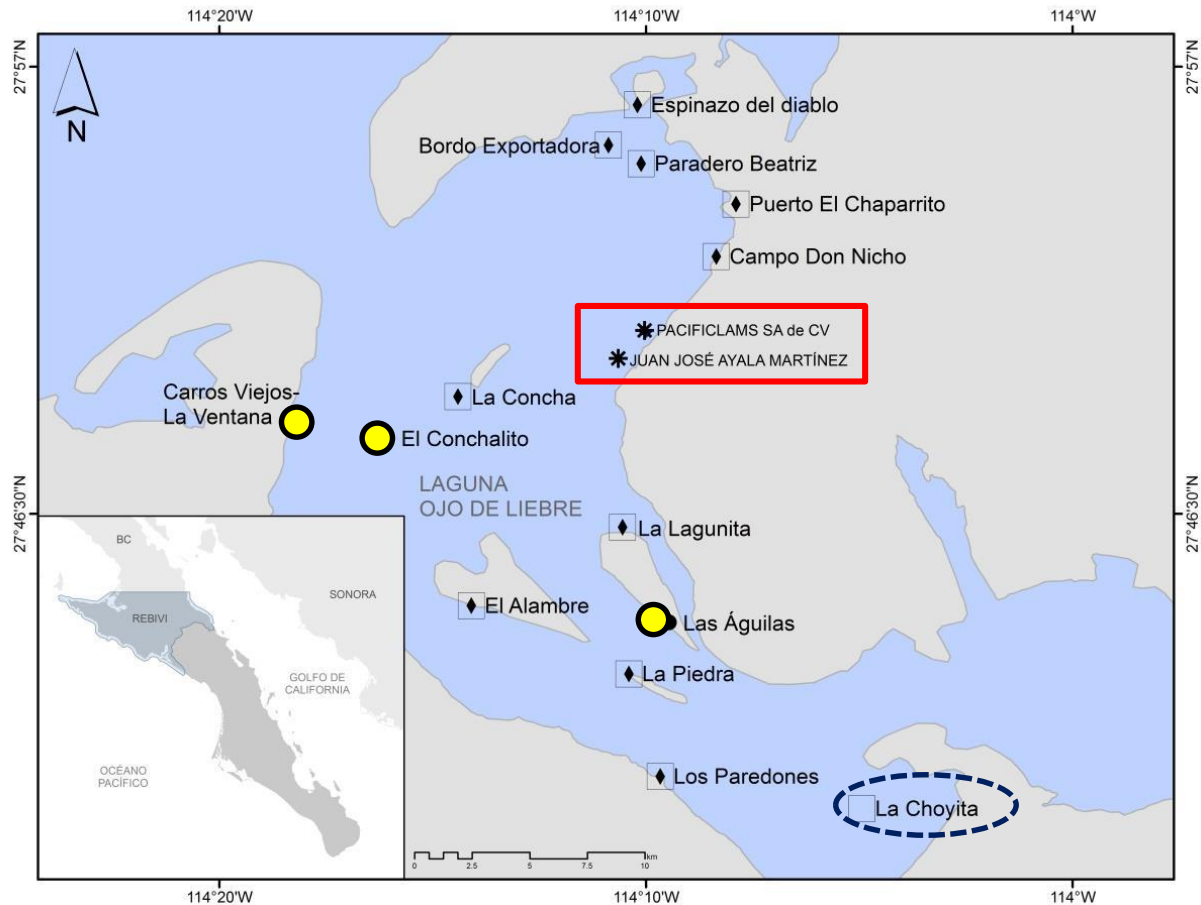 114°20'W
114°10'W
114°W
27°57'N
27°57'N
N
Espinazo del diablo
Bordo Exportadora
Paradero Beatriz
Puerto El Chaparrito
Campo Don Nicho
PACIFICLAMS SA de CV
JUAN JOSÉ AYALA MARTÍNEZ
Carros Viejos-
La Ventana
La Concha
El Conchalito
LAGUNA
OJO DE LIEBRE
27°46'30"N
27°46'30"N
La Lagunita
El Alambre
Las Águilas
La Piedra
Los Paredones
La Choyita
BC
SONORA
REBIVI
GOLFO DE
CALIFORNIA
OCÉANO
PACÍFICO
km
0 2.5 5 7.5 10
114°20'W
114°10'W
114°W